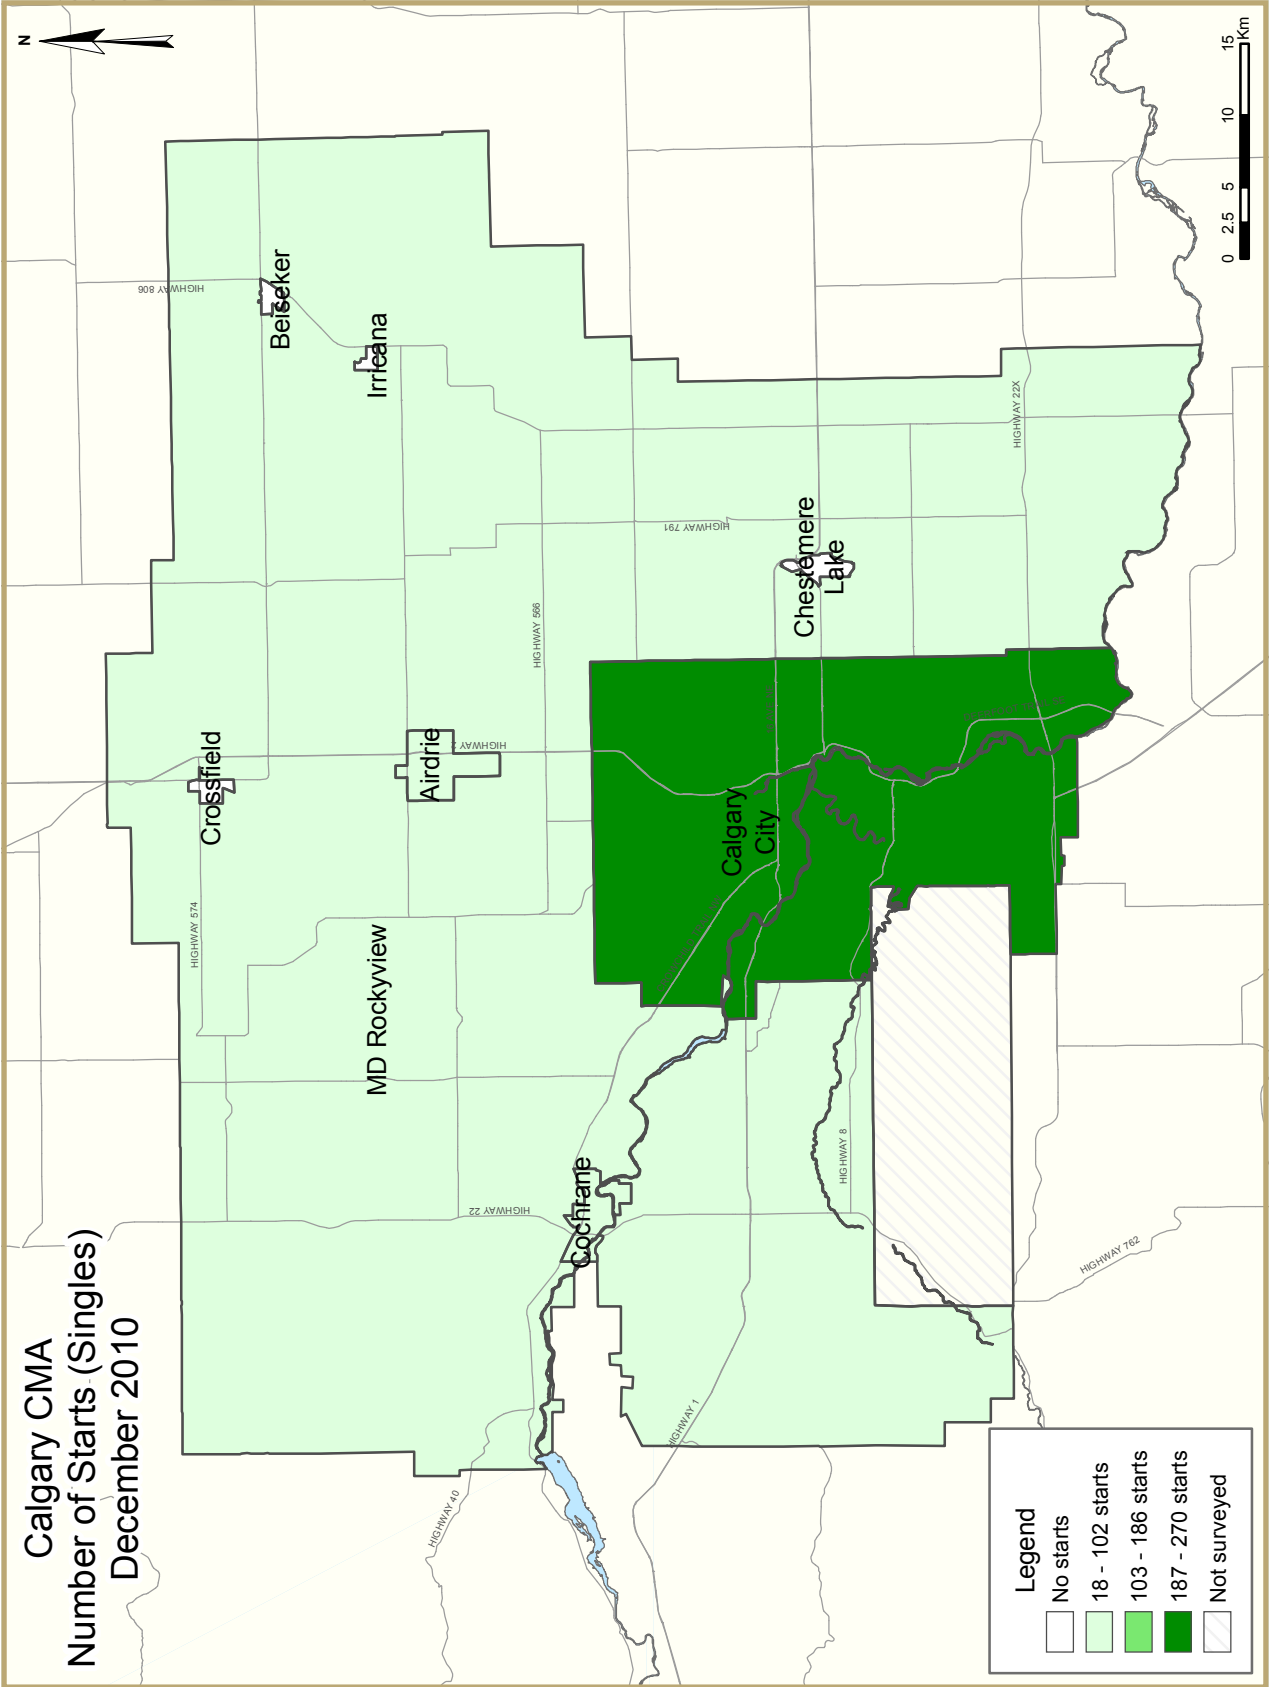 Calgary CMA
Number of Starts (Singles)
December 2010
N
HIGHWAY 806
Beiseker
Irricana
Crossfield
HIGHWAY 574
Airdrie
HIGHWAY 2
HIGHWAY 566
MD Rockyview
HIGHWAY 791
HIGHWAY 22
Cochrane
HIGHWAY 40
Calgary
City
Chestemere
Lake
HIGHWAY 1
HIGHWAY 8
HIGHWAY 22X
HIGHWAY 762
Legend
No starts
18 - 102 starts
103 - 186 starts
187 - 270 starts
Not surveyed
0 2.5 5 10 15
Km